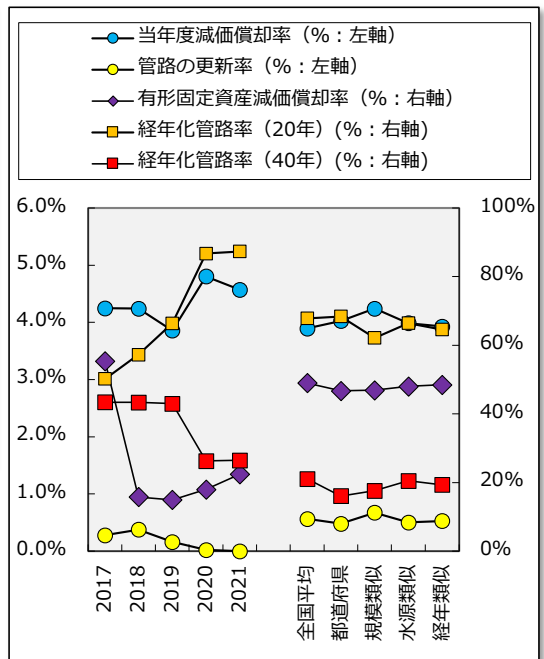 当年度減価償却率（%：左軸）
管路の更新率（%：左軸）
有形固定資産減価償却率（%：右軸）
経年化管路率（20年）(%：右軸)
経年化管路率（40年）(%：右軸)
6.0%
5.0%
4.0%
3.0%
2.0%
1.0%
0.0%
100%
80%
60%
40%
20%
0%
2017
2018
2019
2020
2021
全国平均
都道府県
規模類似
水源類似
経年類似